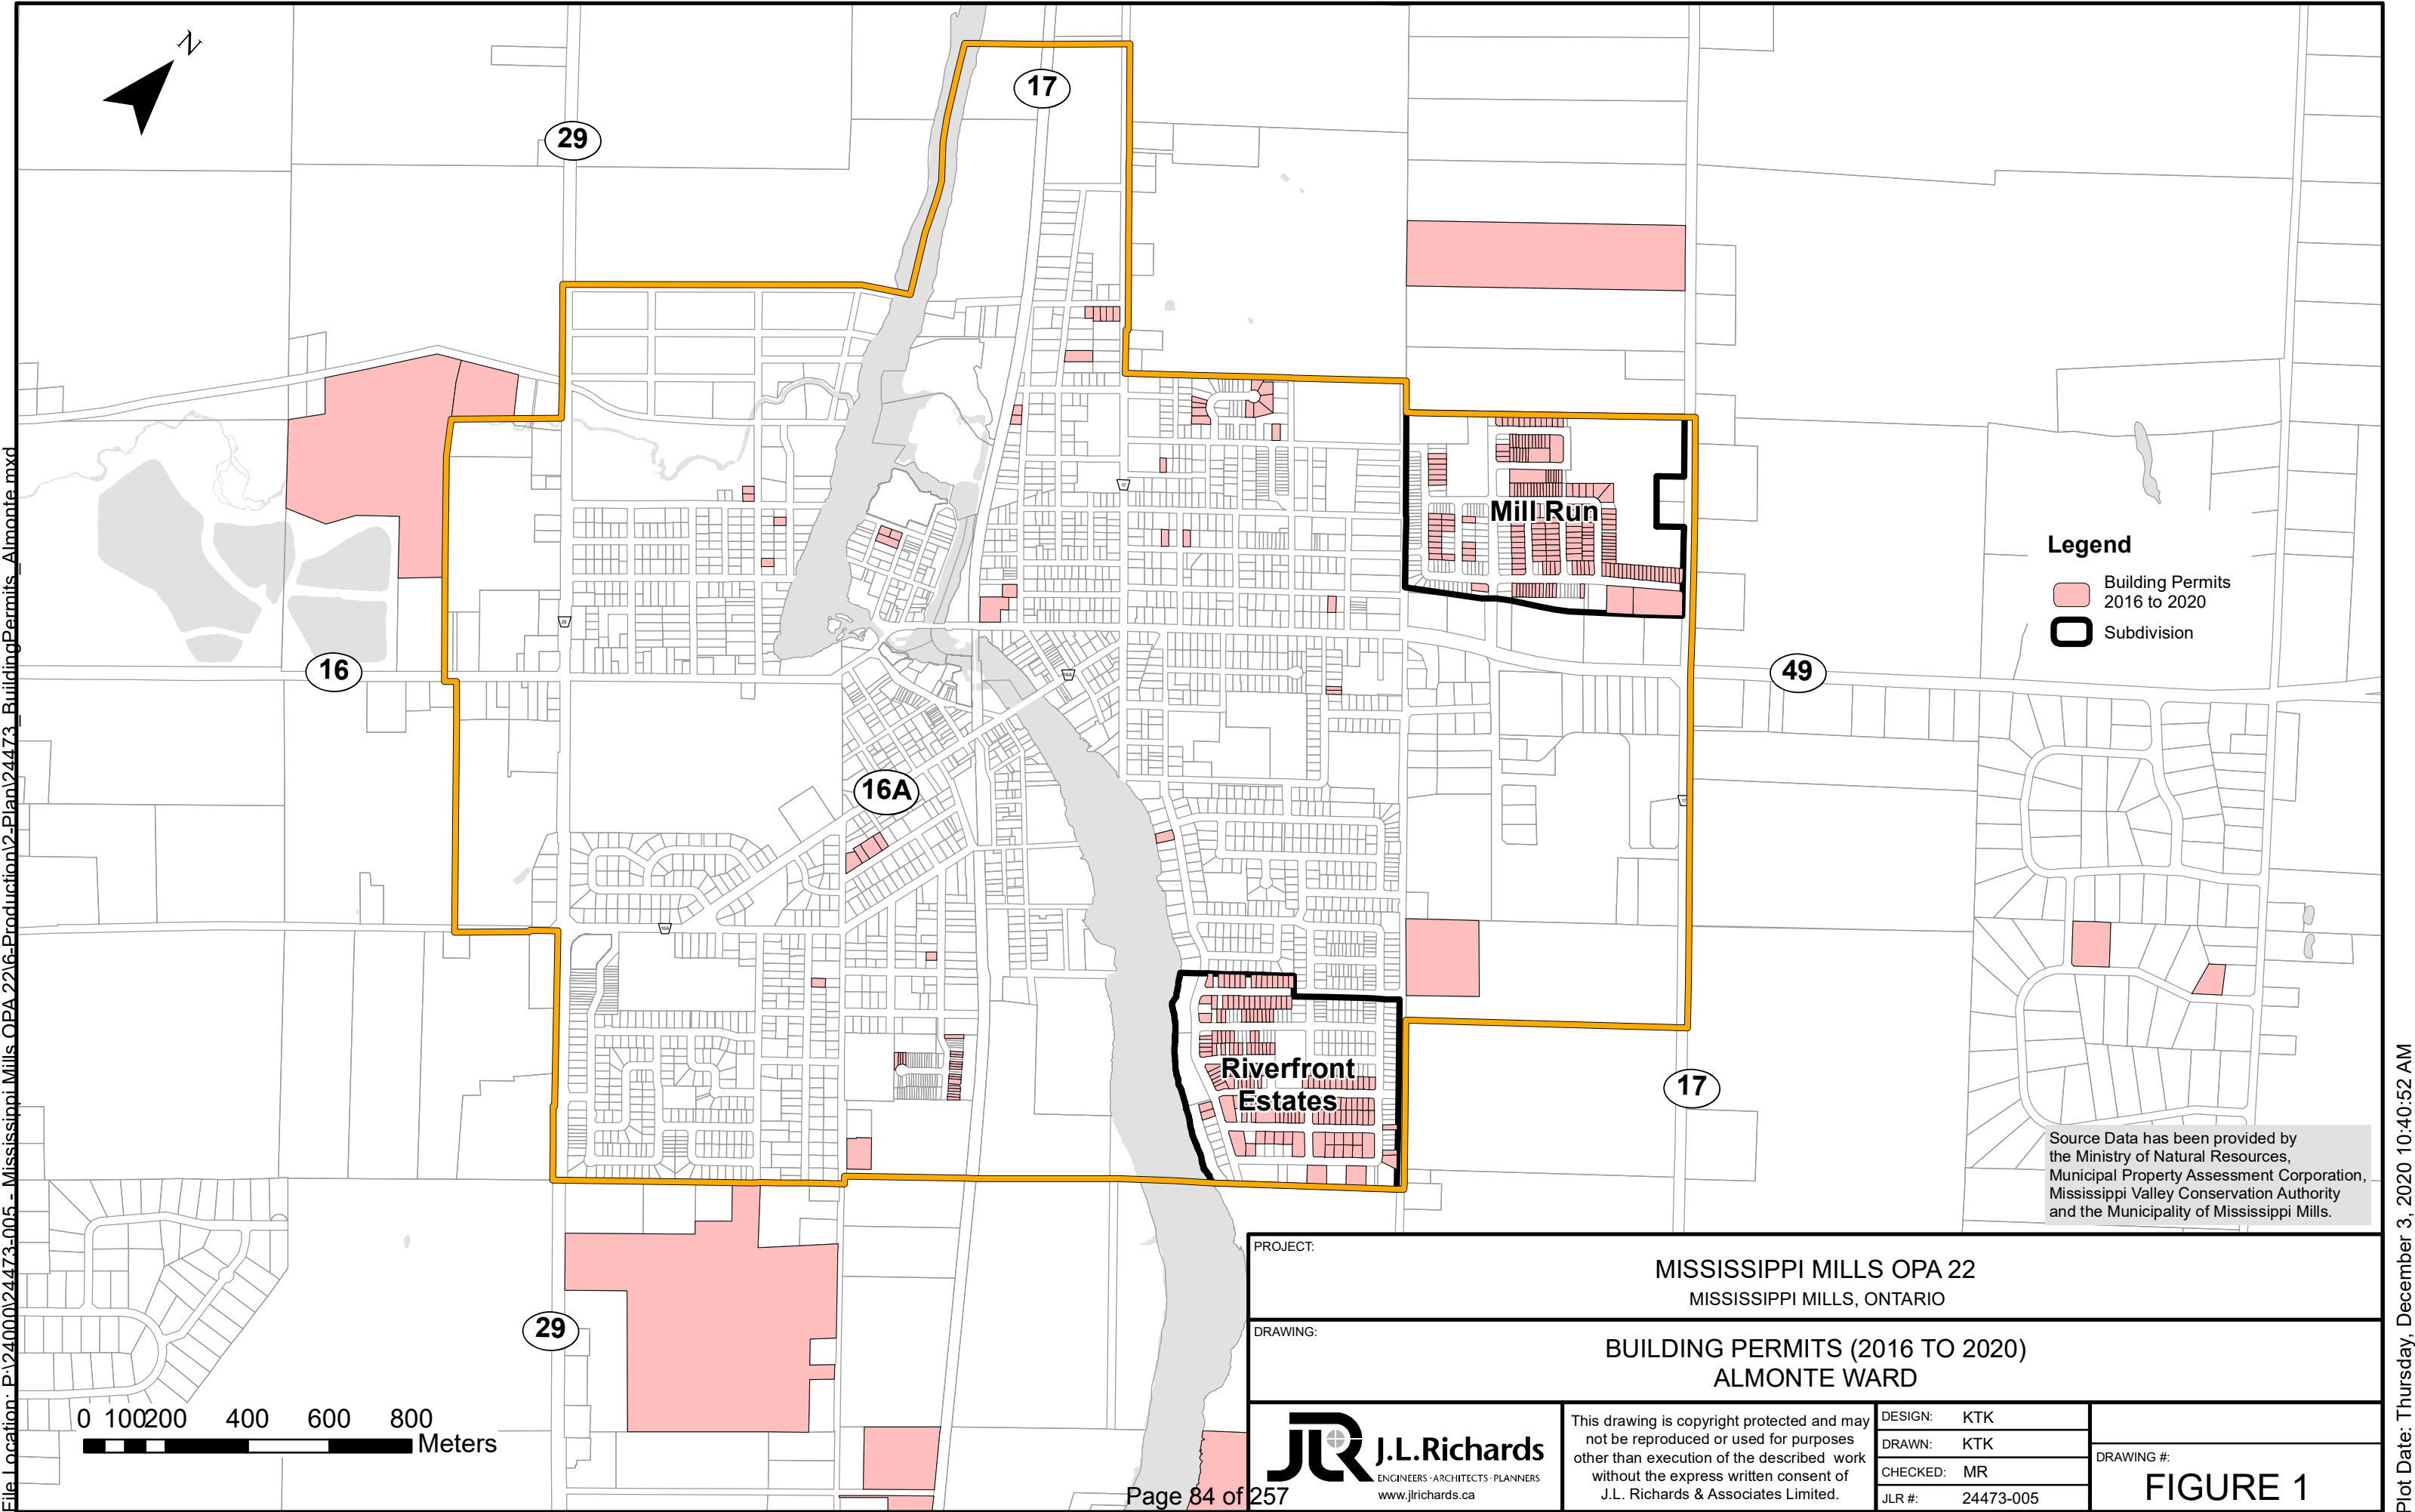 N
17
29
Mill Run
Legend
Building Permits
2016 to 2020
Subdivision
17
29
16
16A
49
16A
16A
Riverfront
Estates
17
29
Source Data has been provided by
the Ministry of Natural Resources,
Municipal Property Assessment Corporation,
Mississippi Valley Conservation Authority
and the Municipality of Mississippi Mills.
0 100200 400 600 800
Meters
PROJECT:
MISSISSIPPI MILLS OPA 22
MISSISSIPPI MILLS, ONTARIO
DRAWING:
BUILDING PERMITS (2016 TO 2020)
ALMONTE WARD
JLR J.L.Richards
ENGINEERS · ARCHITECTS · PLANNERS
www.jlrichards.ca
This drawing is copyright protected and may
not be reproduced or used for purposes
other than execution of the described work
without the express written consent of
J.L. Richards & Associates Limited.
DESIGN: KTK
DRAWN: KTK
CHECKED: MR
JLR #: 24473-005
DRAWING #:
FIGURE 1
Page 84 of 257
File Location: P:\24000\24473-005 - Mississippi Mills OPA 22\6-Production\2-Plan\24473_BuildingPermits_Almonte.mxd
Plot Date: Thursday, December 3, 2020 10:40:52 AM